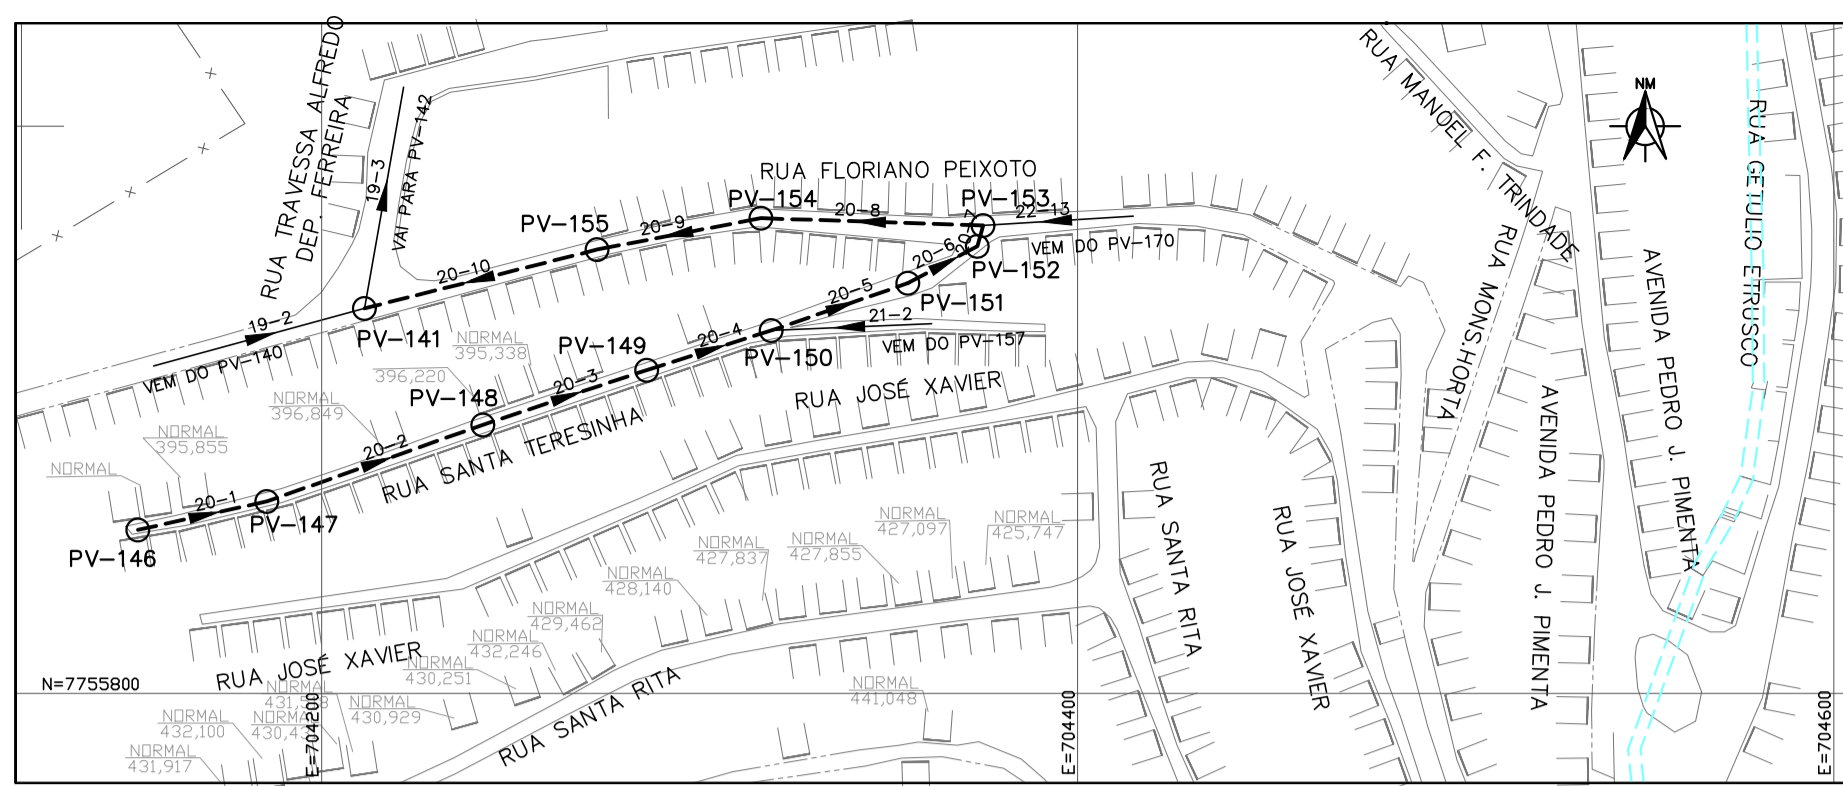 RUA TRAVESSA ALFREDO
DEP. FERREIRA
19-3
VAI PARA PV-142
RUA FLORIANO PEIXOTO
RUA MANOEL F. TRINDADE
NM
RUA GETULIO ETRUSCO
PV-155
PV-154
PV-153
20-9
20-8
22-13
20-7
20-6
VEM DO PV-170
PV-152
20-10
20-5
PV-151
RUA MONS.HORTA
AVENIDA PEDRO J. PIMENTA
19-2
PV-141
VEM DO PV-140
NORMAL
395,338
PV-149
20-4
PV-150
21-2
VEM DO PV-157
NORMAL
396,220
20-3
PV-148
NORMAL
396,849
RUA JOSÉ XAVIER
AVENIDA PEDRO J. PIMENTA
NORMAL
395,855
20-2
RUA SANTA TERESINHA
NORMAL
20-1
PV-147
PV-146
RUA SANTA RITA
RUA JOSÉ XAVIER
NORMAL
427,097
NORMAL
425,747
NORMAL
427,837
NORMAL
427,855
NORMAL
428,140
NORMAL
429,462
NORMAL
432,246
RUA JOSÉ XAVIER
NORMAL
430,251
N=7755800
NORMAL
NORMAL
430,929
NORMAL
432,100
NORMAL
NORMAL
431,917
RUA SANTA RITA
NORMAL
441,048
E=704200
E=704400
E=704600